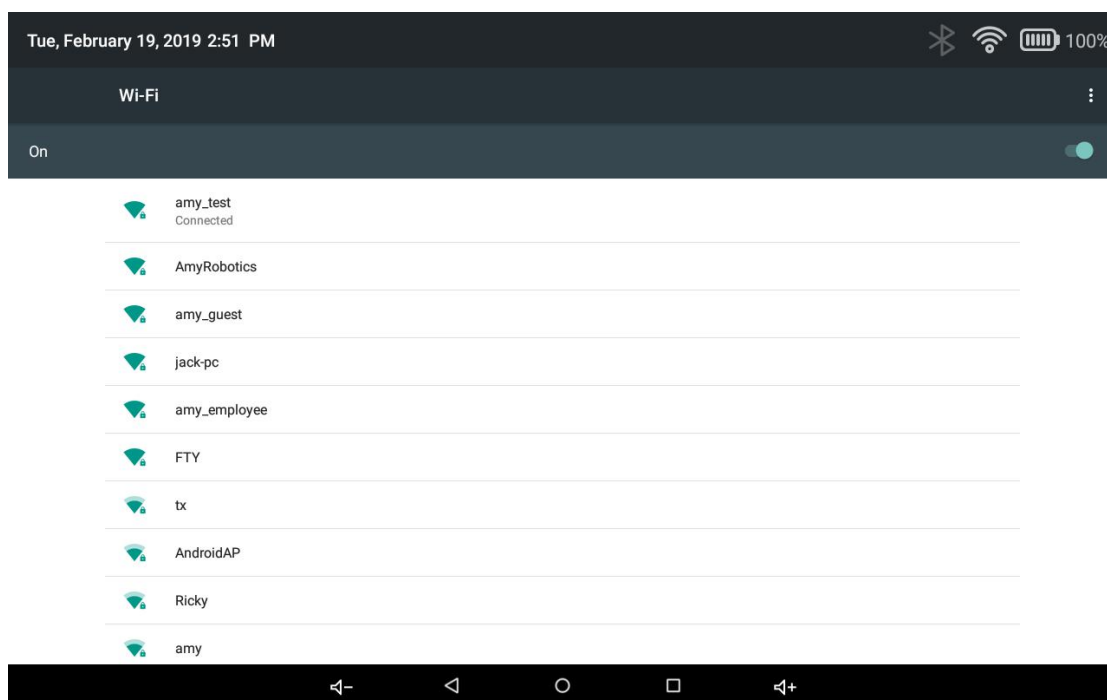 Tue, February 19, 2019 2:51 PM
100%
Wi-Fi
On
amy_test
Connected
AmyRobotics
amy_guest
jack-pc
amy_employee
FTY
tx
AndroidAP
Ricky
amy